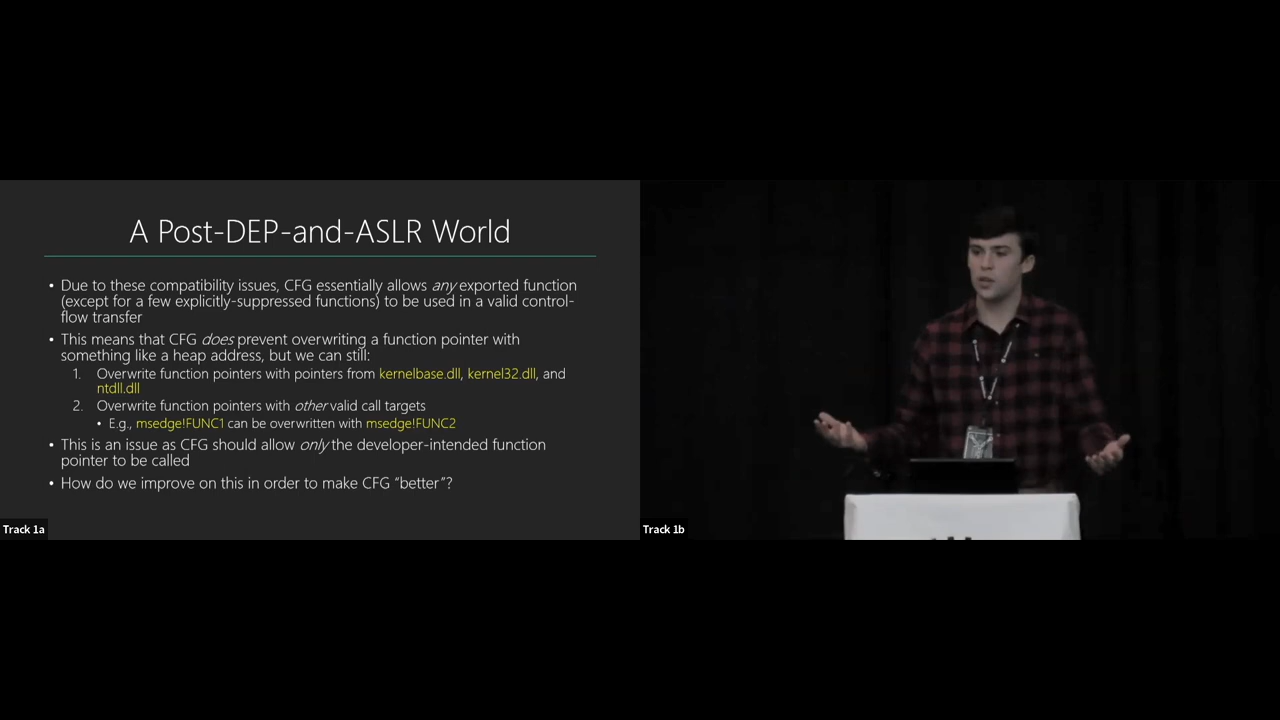 A Post-DEP-and-ASLR World
• Due to these compatibility issues, CFG essentially allows any exported function
(except for a few explicitly-suppressed functions) to be used in a valid control-
flow transfer
• This means that CFG does prevent overwriting a function pointer with
something like a heap address, but we can still:
1. Overwrite function pointers with pointers from kernelbase.dll, kernel32.dll, and
ntdll.dll
2. Overwrite function pointers with other valid call targets
• E.g., msedge!FUNC1 can be overwritten with msedge!FUNC2
• This is an issue as CFG should allow only the developer-intended function
pointer to be called
• How do we improve on this in order to make CFG “better”?
Track 1a
Track 1b